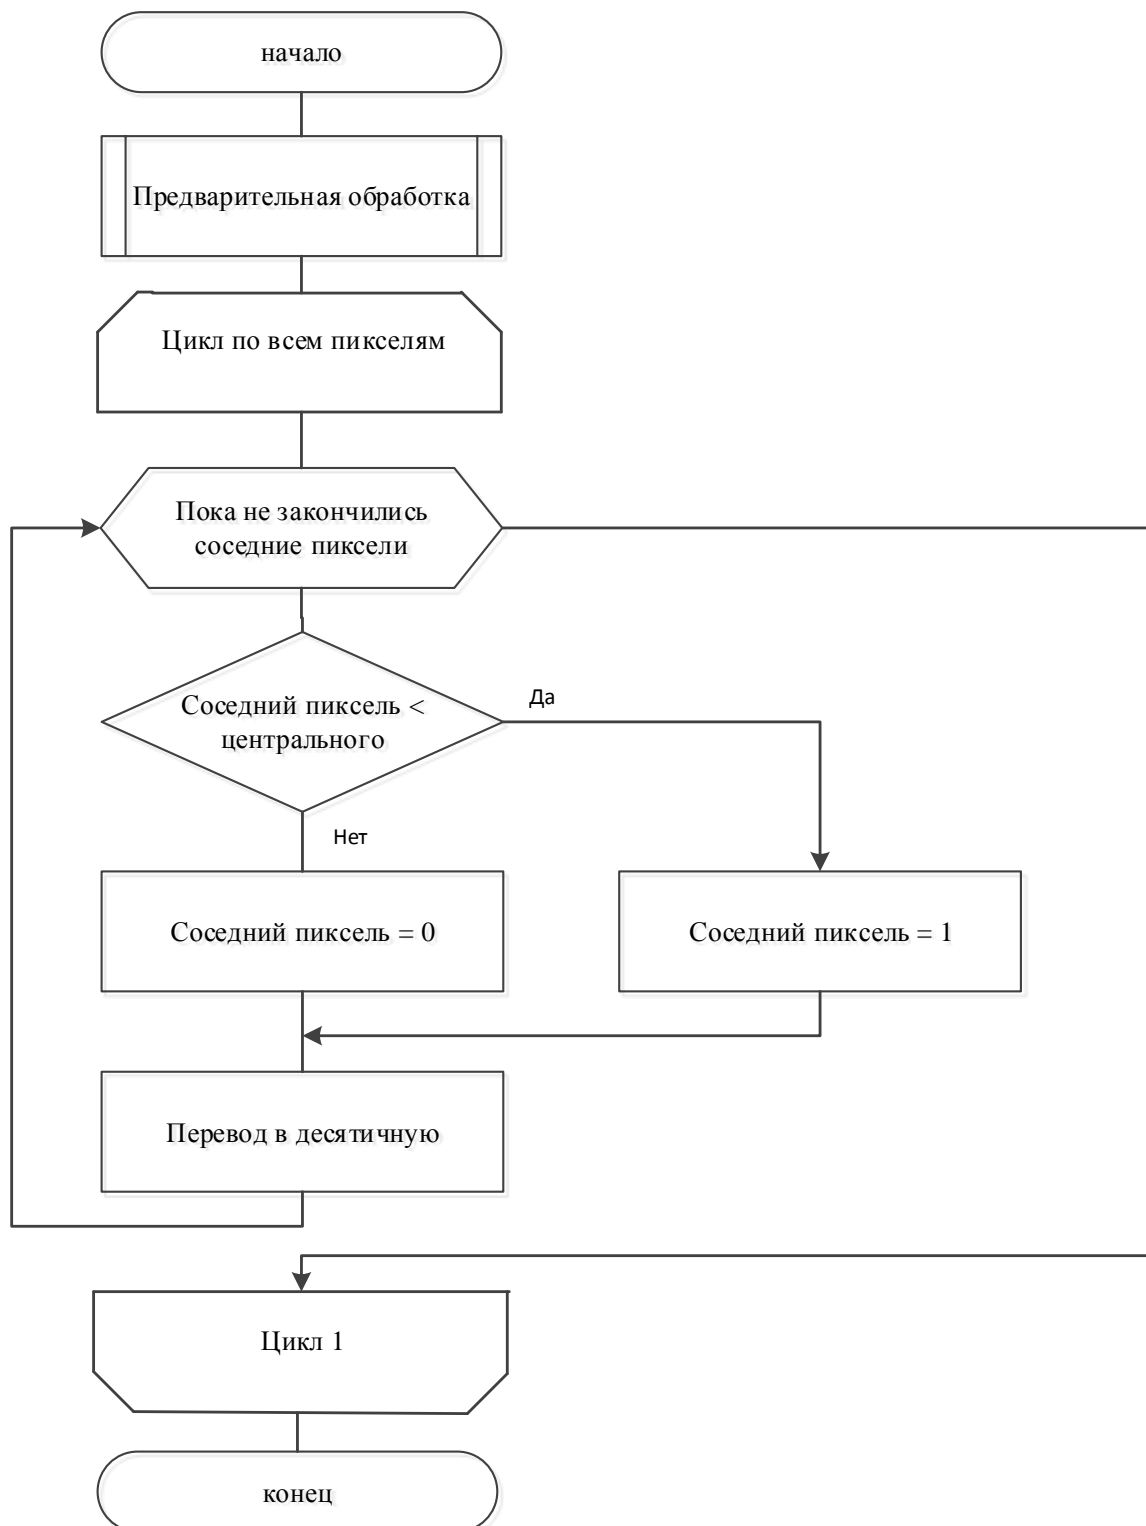 начало
Предварительная обработка
Цикл по всем пикселям
Пока не закончились
соседние пиксели
Соседний пиксель <
центрального
Да
Нет
Соседний пиксель = 0
Соседний пиксель = 1
Перевод в десятичную
Цикл 1
конец